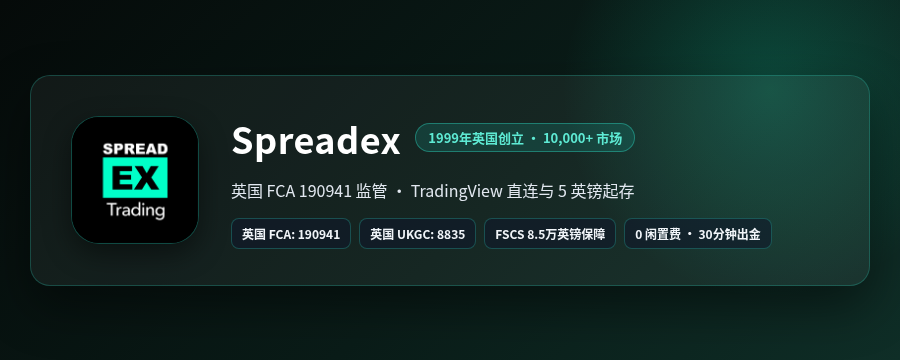 SPREAD
EX
Trading
Spreadex
1999年英国创立 · 10,000+ 市场
英国 FCA 190941 监管 · TradingView 直连与 5 英镑起存
英国 FCA: 190941
英国 UKGC: 8835
FSCS 8.5万英镑保障
0 闲置费 · 30分钟出金